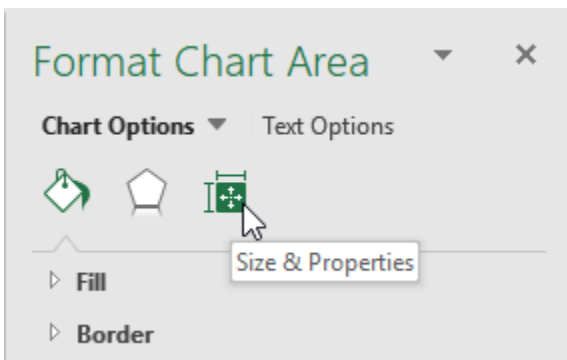 Format Chart Area
Chart Options Text Options
Size & Properties
Fill
Border